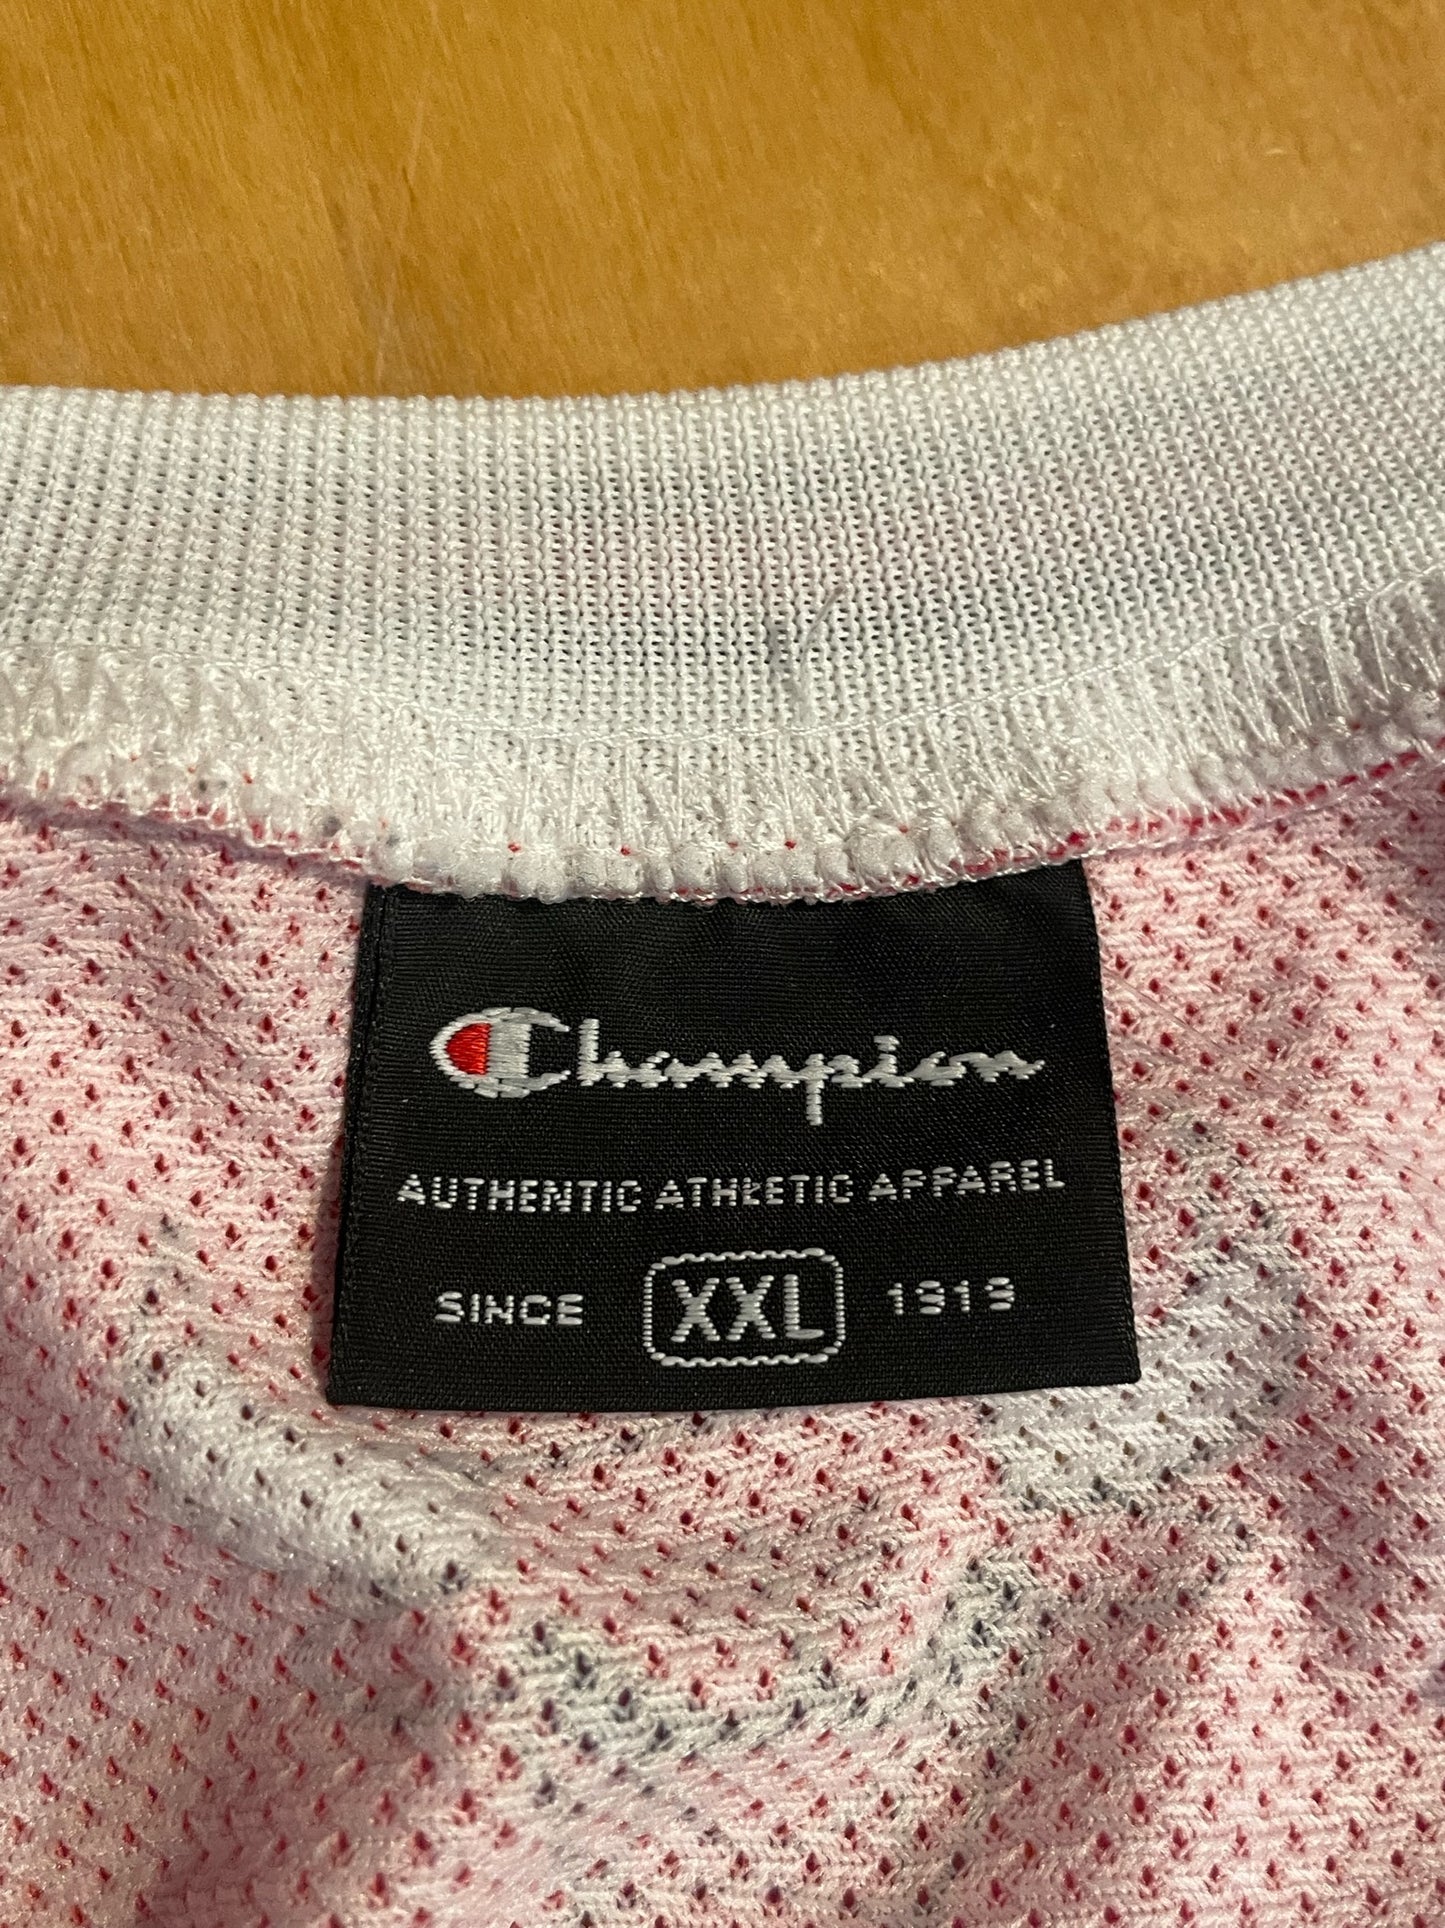 Champion
AUTHENTIC ATHLETIC APPAREL
SINCE XXL 1919